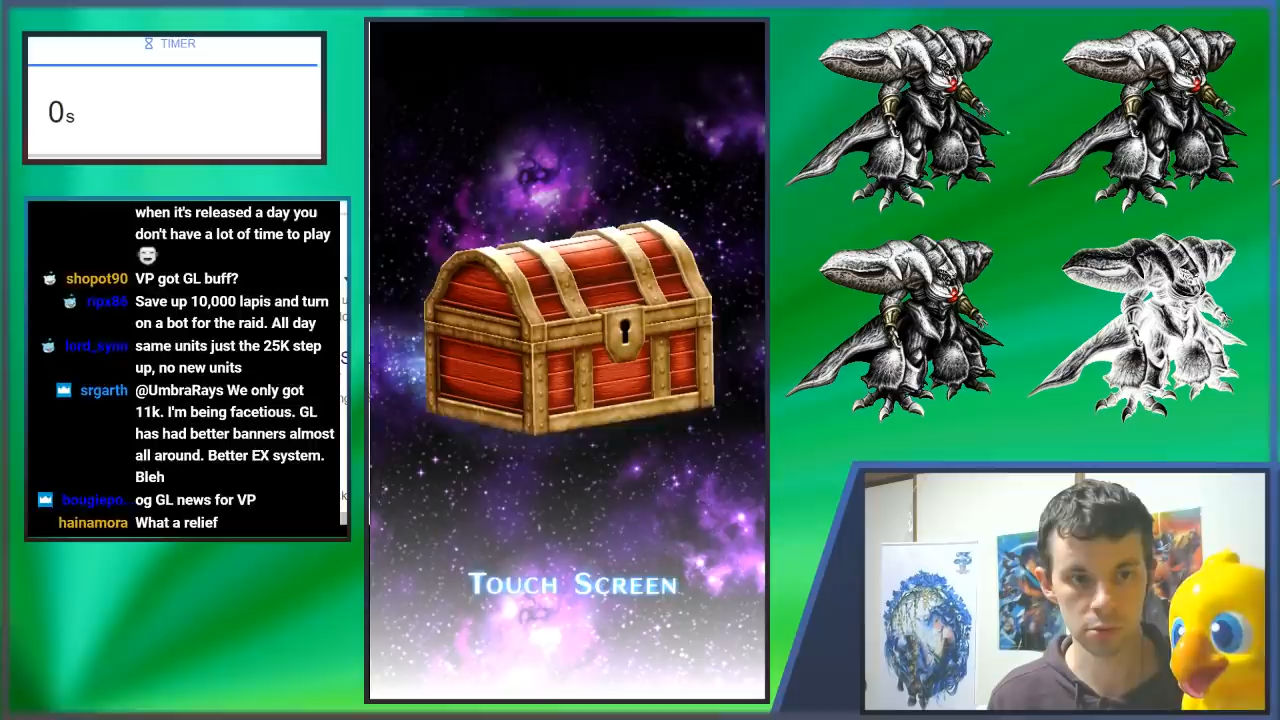 TIMER
0s
when it's released a day you
don't have a lot of time to play
shopot90 VP got GL buff?
ripx86 Save up 10,000 lapis and turn
on a bot for the raid. All day
lord_synn same units just the 25K step
up, no new units
srgarth @UmbraRays We only got
11k. I'm being facetious. GL
has had better banners almost
all around. Better EX system.
Bleh
og GL news for VP
hainamora What a relief
TOUCH SCREEN